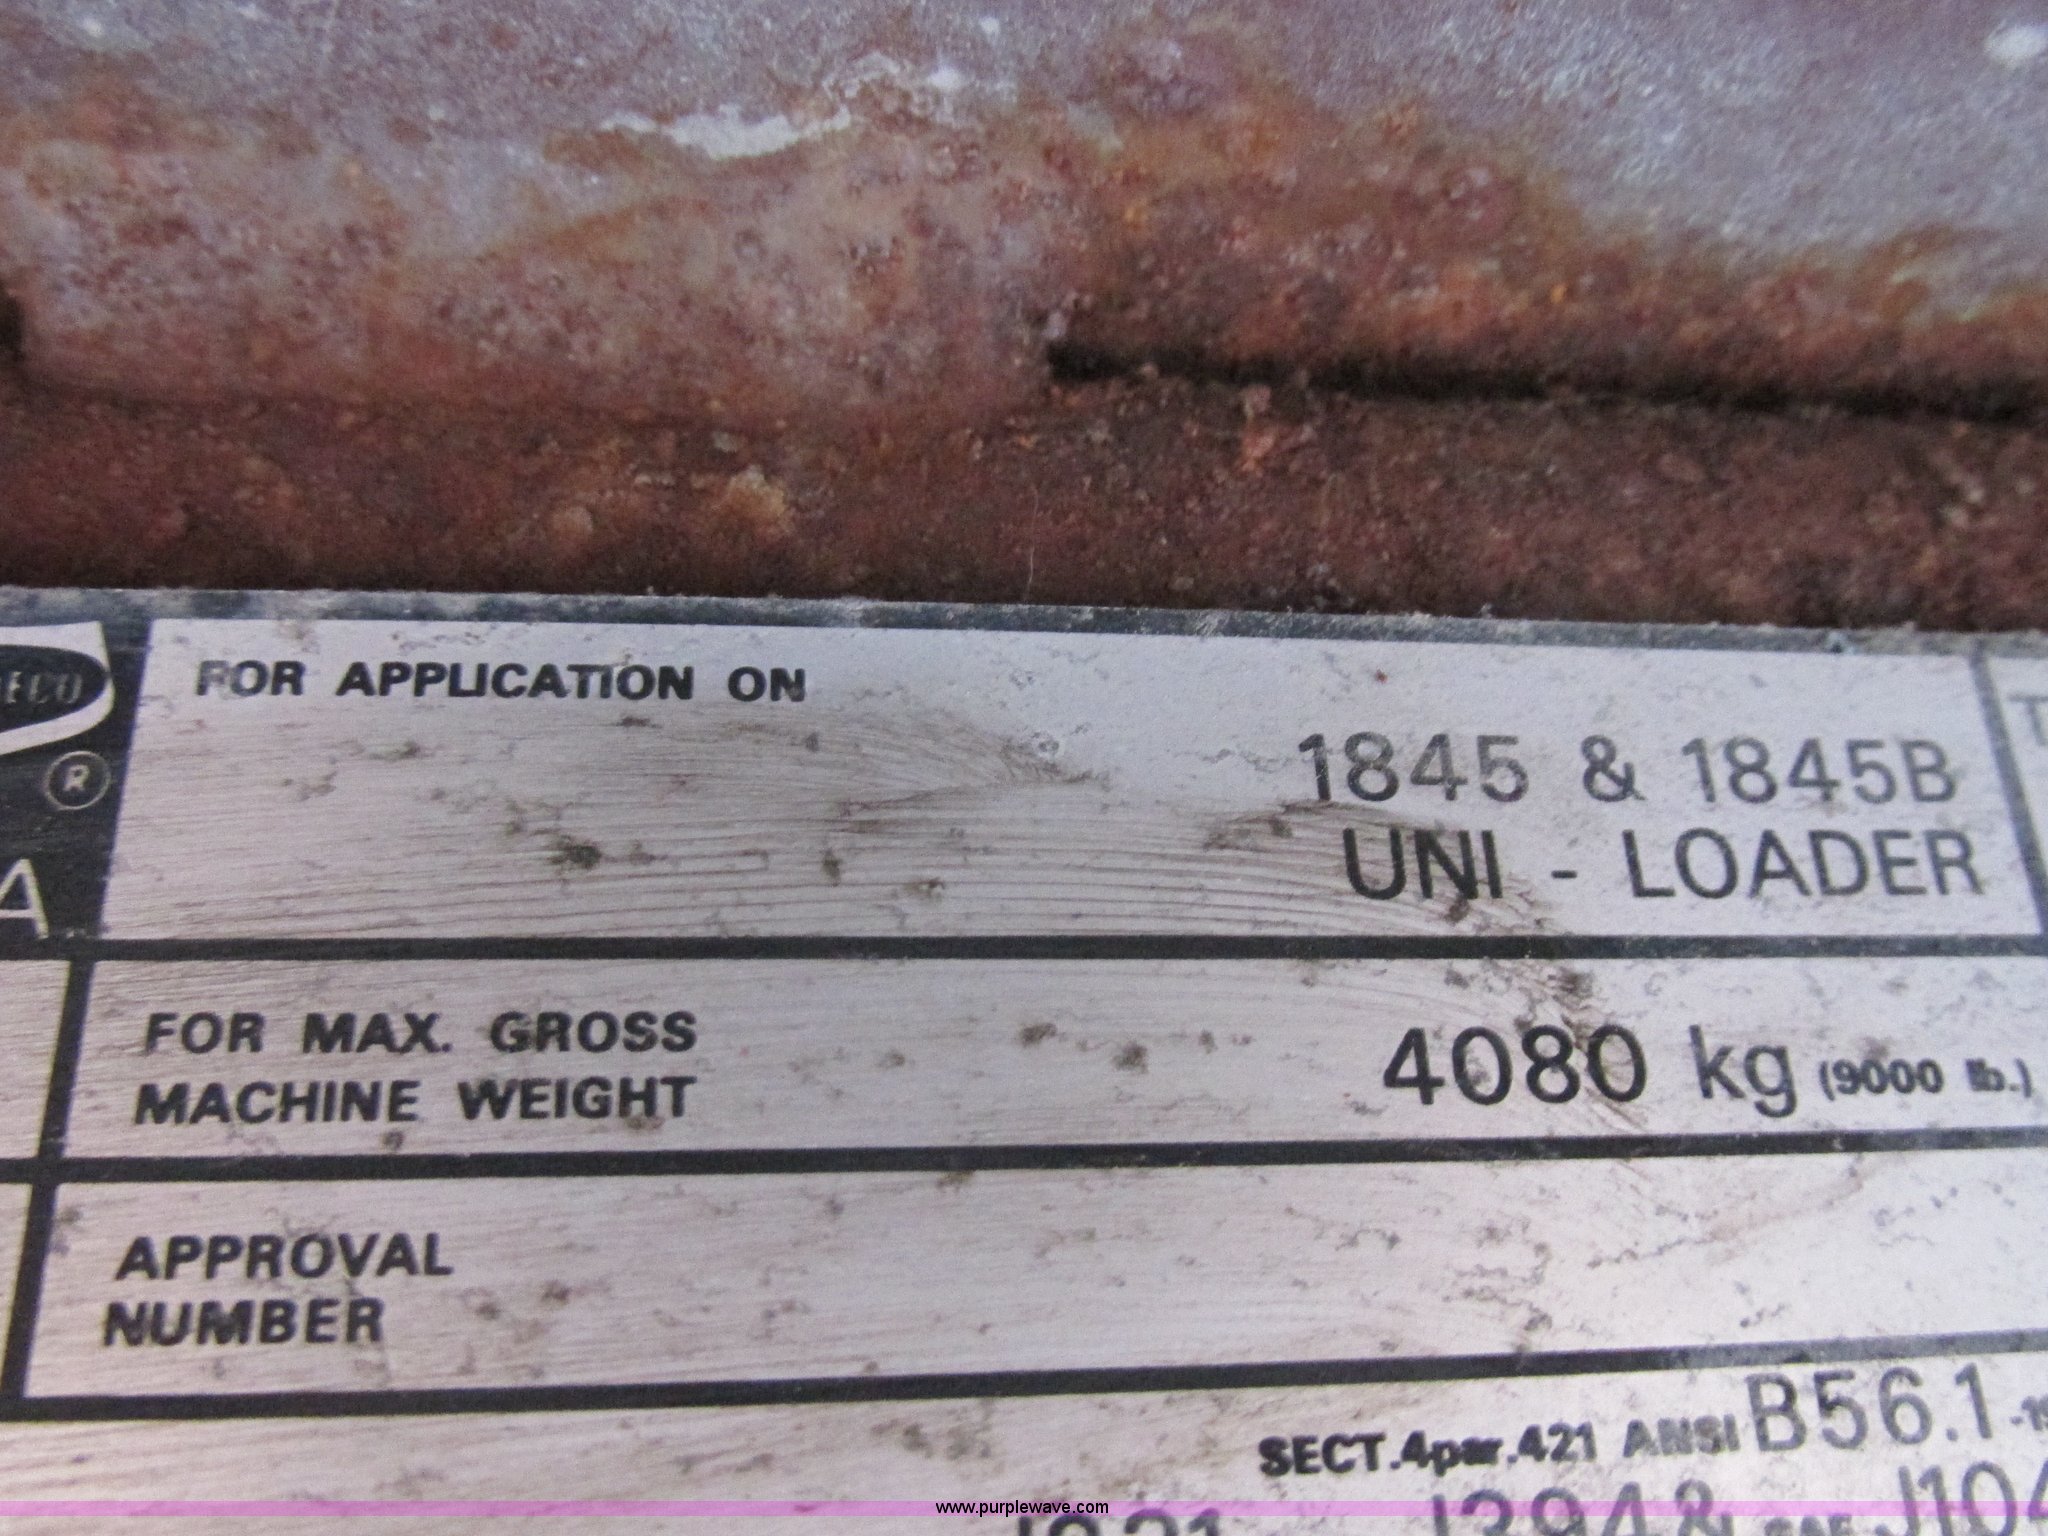 FOR APPLICATION ON
1845 & 1845B
UNI - LOADER
®
A
FOR MAX. GROSS
MACHINE WEIGHT
4080 kg (9000 lb.)
APPROVAL
NUMBER
SECT.4par.421 ANSI B56.1
J394&
www.purplewave.com